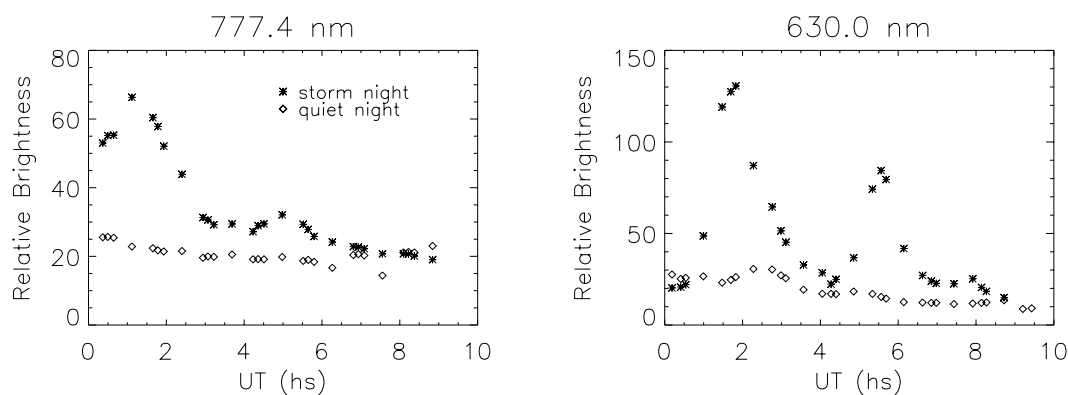 777.4 nm
80
60
40
20
0
Relative Brightness
storm night
quiet night
0 2 4 6 8 10
UT (hs)
630.0 nm
150
100
50
0
Relative Brightness
0 2 4 6 8 10
UT (hs)